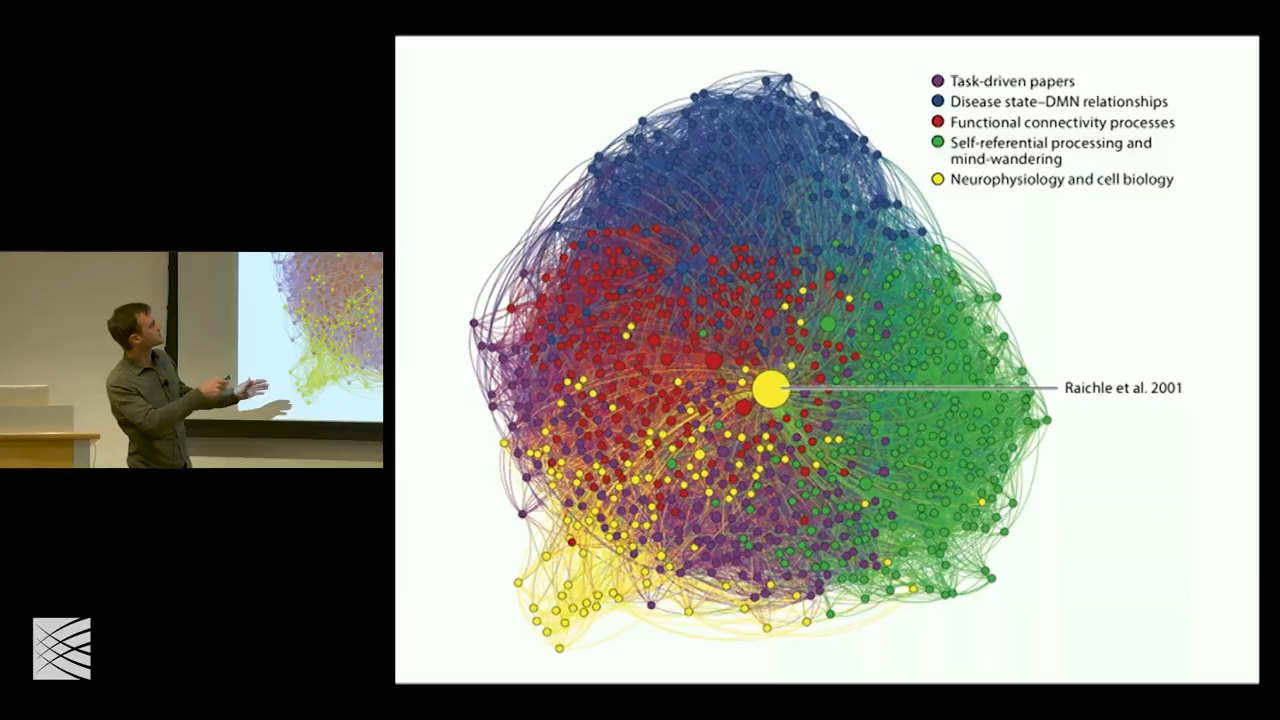 Task-driven papers
Disease state–DMN relationships
Functional connectivity processes
Self-referential processing and
mind-wandering
Neurophysiology and cell biology
Raichle et al. 2001